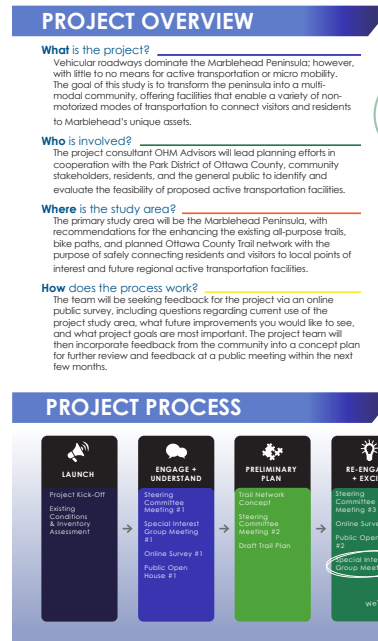 PROJECT OVERVIEW
What is the project?
Vehicular roadways dominate the Marblehead Peninsula; however,
with little to no means for active transportation or micro mobility.
The goal of this study is to transform the peninsula into a multi-
modal community, offering facilities that enable a variety of non-
motorized modes of transportation to connect visitors and residents
to Marblehead's unique assets.
Who is involved?
The project consultant OHM Advisors will lead planning efforts in
cooperation with the Park District of Ottawa County, community
stakeholders, residents, and the general public to identify and
evaluate the feasibility of proposed active transportation facilities.
Where is the study area?
The primary study area will be the Marblehead Peninsula, with
recommendations for the enhancing the existing all-purpose trails,
bike paths, and planned Ottawa County Trail network with the
purpose of safely connecting residents and visitors to local points of
interest and future regional active transportation facilities.
How does the process work?
The team will be seeking feedback for the project via an online
public survey, including questions regarding current use of the
project study area, what future improvements you would like to see,
and what project goals are most important. The project team will
then incorporate feedback from the community into a concept plan
for further review and feedback at a public meeting within the next
few months.
PROJECT PROCESS
LAUNCH
Project Kick-Off
Existing
Conditions
& Inventory
Assessment
ENGAGE +
UNDERSTAND
Steering
Committee
Meeting #1
Special Interest
Group Meeting
#1
Online Survey #1
Public Open
House #1
PRELIMINARY
PLAN
Trail Network
Concept
Steering
Committee
Meeting #2
Draft Trail Plan
RE-ENGA
+ EXCI
Steering
Committee
Meeting #3
Online Surve
Public Open
#2
Special Inte
Group Meet
We'